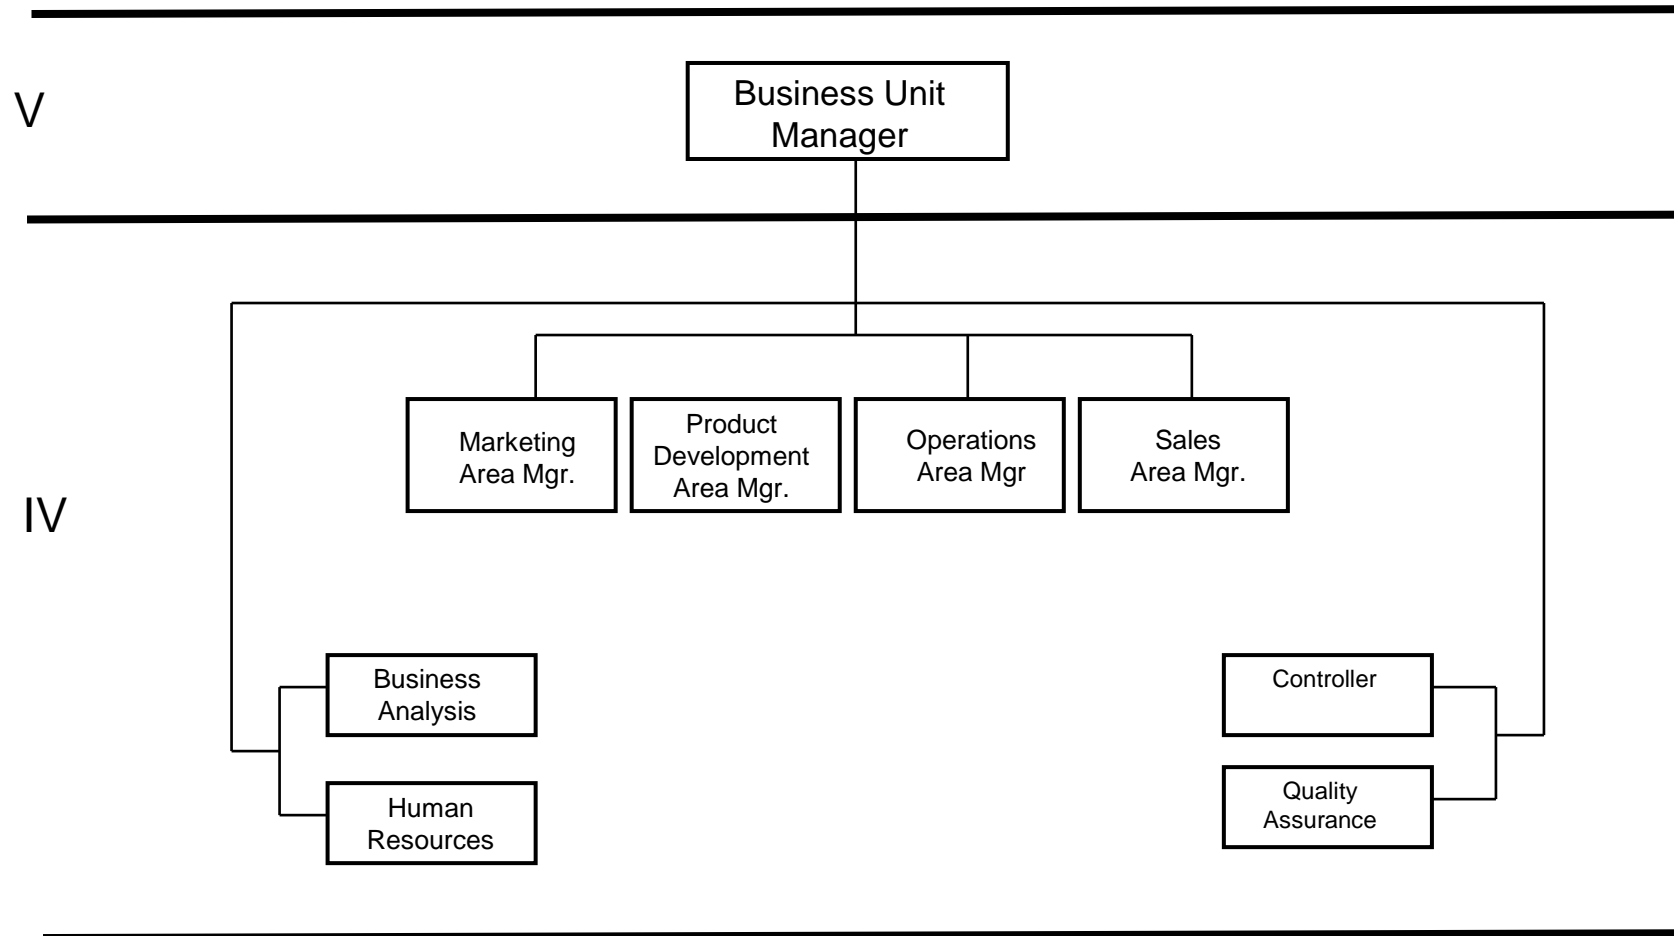 V
Business Unit
Manager
IV
Marketing
Area Mgr.
Product
Development
Area Mgr.
Operations
Area Mgr
Sales
Area Mgr.
Business
Analysis
Human
Resources
Controller
Quality
Assurance